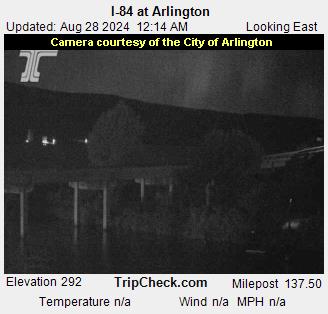 I-84 at Arlington
Updated: Aug 28 2024 12:14 AM Looking East
Camera courtesy of the City of Arlington
Elevation 292 TripCheck.com Milepost 137.50
Temperature n/a Wind n/a MPH n/a